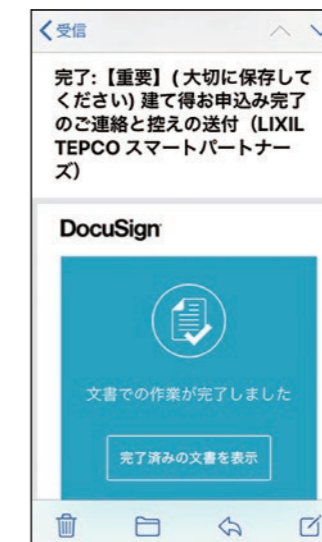 受信
完了:【重要】(大切に保存して
ください) 建て得お申込み完了
のご連絡と控えの送付（LIXIL
TEPCO スマートパートナー
ズ）
DocuSign
文書での作業が完了しました
完了済みの文書を表示